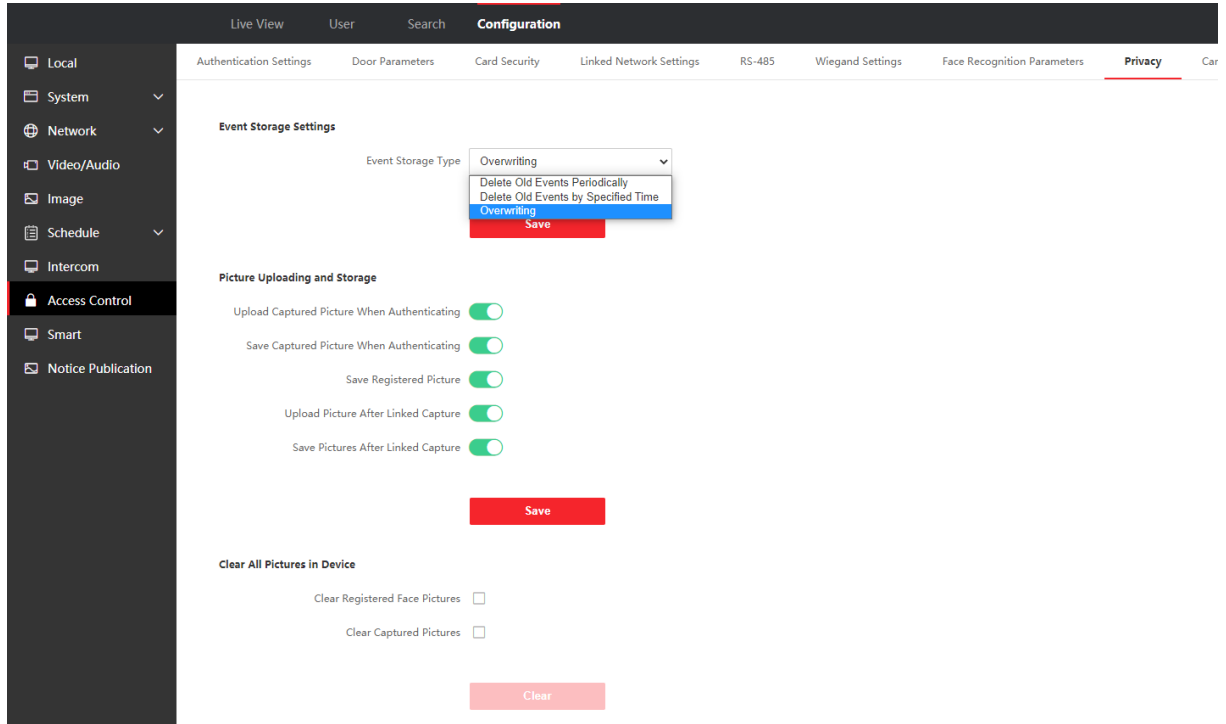 Live View User Search Configuration
Local
System
Network
Video/Audio
Image
Schedule
Intercom
Access Control
Smart
Notice Publication
Authentication Settings Door Parameters Card Security Linked Network Settings RS-485 Wiegand Settings Face Recognition Parameters Privacy Car
Event Storage Settings
Event Storage Type Overwriting
Delete Old Events Periodically
Delete Old Events by Specified Time
Overwriting
Save
Picture Uploading and Storage
Upload Captured Picture When Authenticating
Save Captured Picture When Authenticating
Save Registered Picture
Upload Picture After Linked Capture
Save Pictures After Linked Capture
Save
Clear All Pictures in Device
Clear Registered Face Pictures
Clear Captured Pictures
Clear